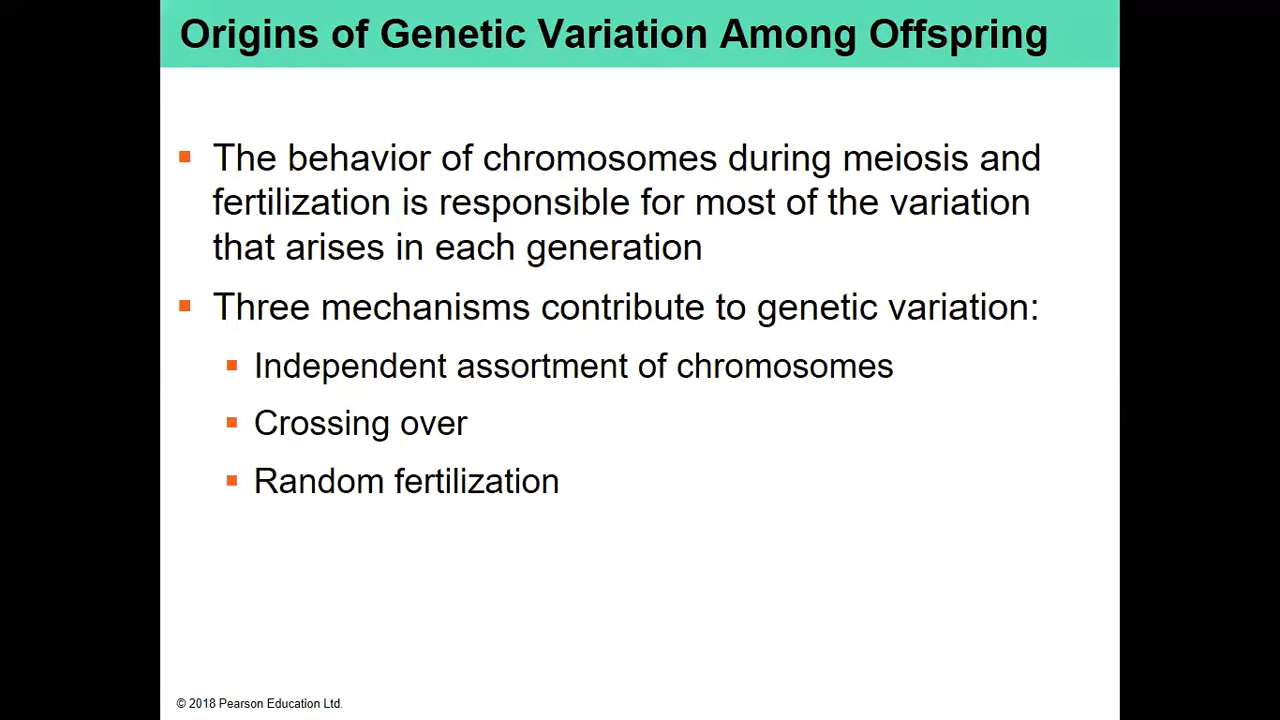 Origins of Genetic Variation Among Offspring
The behavior of chromosomes during meiosis and
fertilization is responsible for most of the variation
that arises in each generation
Three mechanisms contribute to genetic variation:
Independent assortment of chromosomes
Crossing over
Random fertilization
© 2018 Pearson Education Ltd.